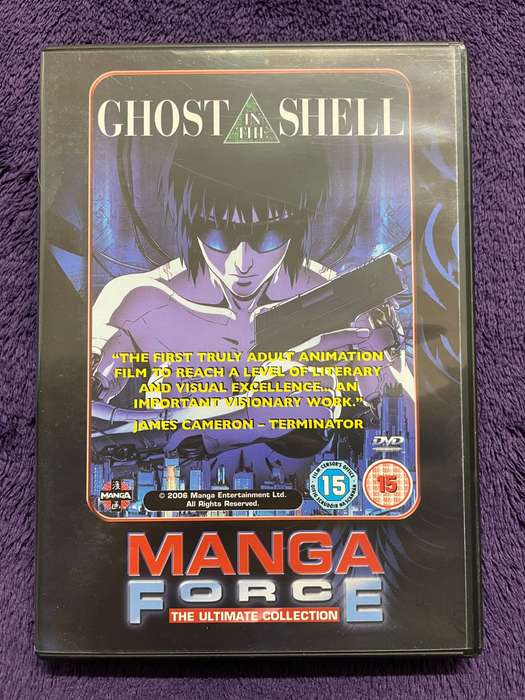 GHOST IN THE SHELL
"THE FIRST TRULY ADULT ANIMATION
FILM TO REACH A LEVEL OF LITERARY
AND VISUAL EXCELLENCE... AN
IMPORTANT VISIONARY WORK."
JAMES CAMERON – TERMINATOR
DVD
MANGA
© 2006 Manga Entertainment Ltd.
All Rights Reserved.
15
15
MANGA
FORCE
THE ULTIMATE COLLECTION